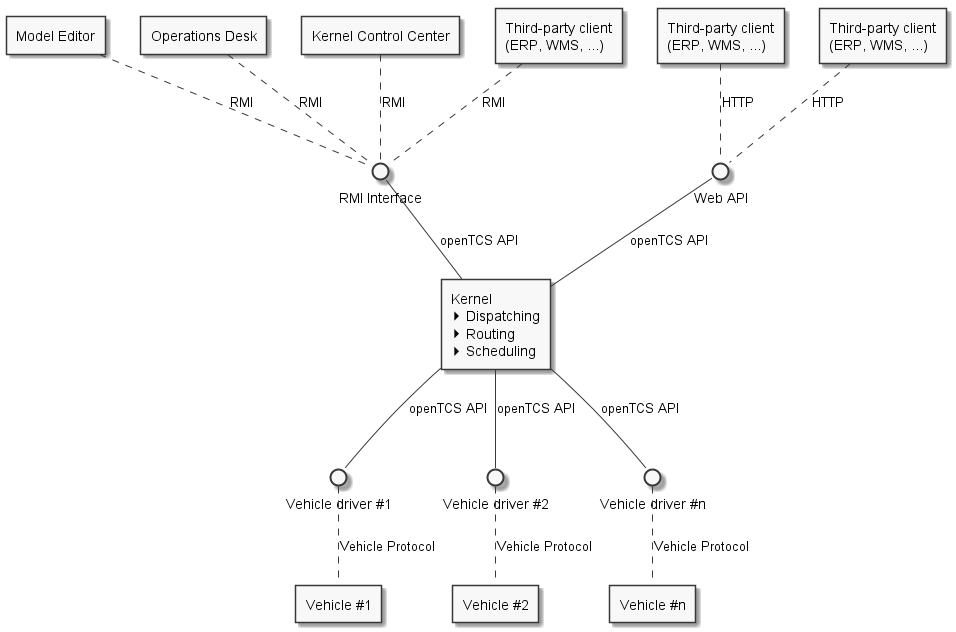 Model Editor
Operations Desk
Kernel Control Center
Third-party client
(ERP, WMS, ...)
Third-party client
(ERP, WMS, ...)
Third-party client
(ERP, WMS, ...)
RMI
RMI
RMI
RMI
HTTP
HTTP
RMI Interface
Web API
openTCS API
openTCS API
Kernel
Dispatching
Routing
Scheduling
openTCS API
openTCS API
openTCS API
Vehicle driver #1
Vehicle driver #2
Vehicle driver #n
Vehicle Protocol
Vehicle Protocol
Vehicle Protocol
Vehicle #1
Vehicle #2
Vehicle #n